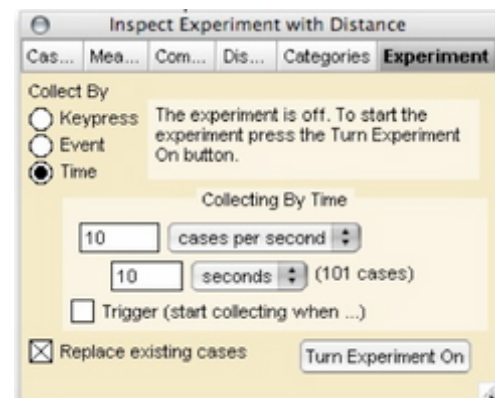 Inspect Experiment with Distance
Cas... Mea... Com... Dis... Categories Experiment
Collect By
Keypress
Event
Time
The experiment is off. To start the
experiment press the Turn Experiment
On button.
Collecting By Time
10 cases per second
10 seconds (101 cases)
Trigger (start collecting when ...)
Replace existing cases Turn Experiment On